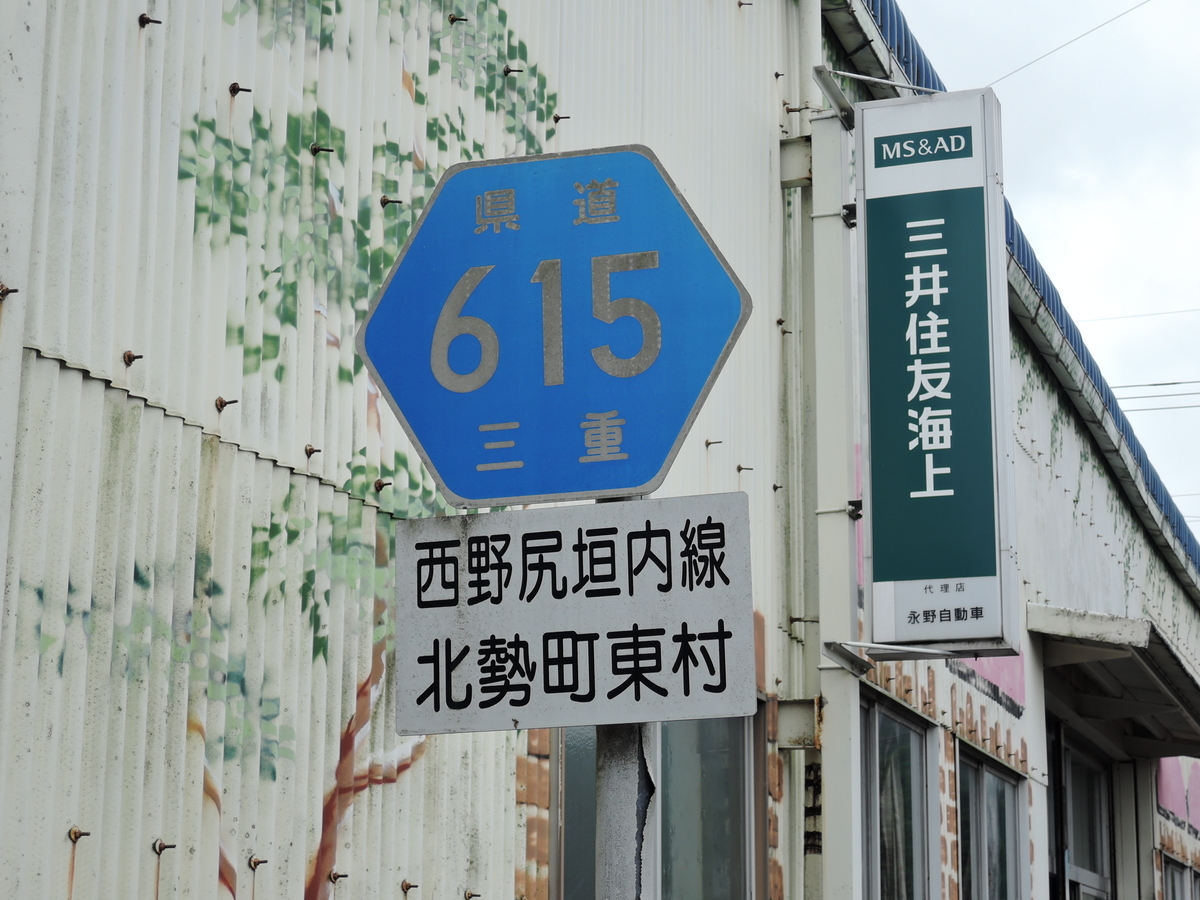 県道
615
三重
西野尻垣内線
北勢町東村
MS&AD
三井住友海上
代理店
永野自動車